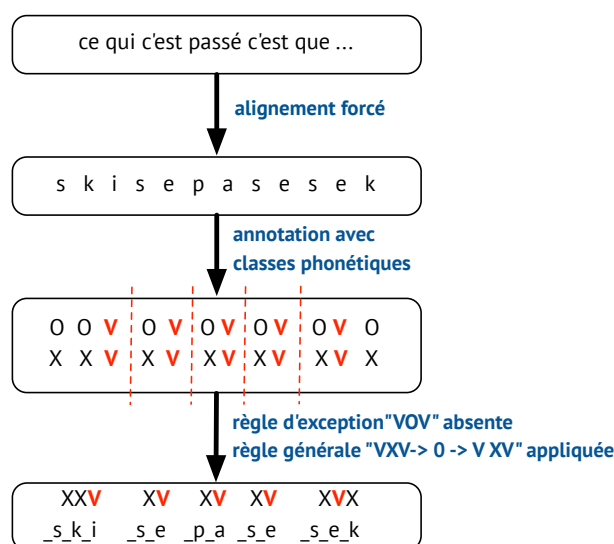 ce qui c'est passé c'est que ...
alignement forcé
s k i s e p a s e s e k
annotation avec
classes phonétiques
O O V O V O V O V O V O
X X V X V X V X V X V X
règle d'exception"VOV" absente
règle générale "VXV-> 0 -> V XV" appliquée
XXV XV XV XV XVX
_s_k_i _s_e _p_a _s_e _s_e_k